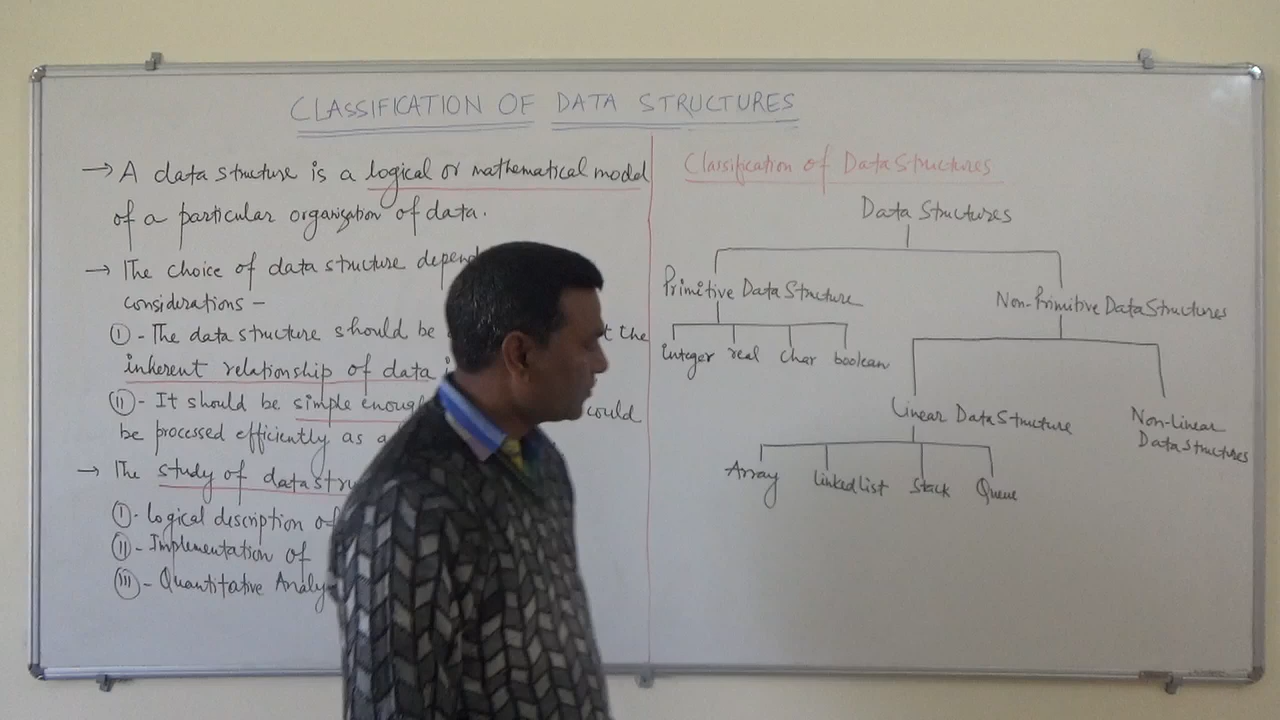 CLASSIFICATION OF DATA STRUCTURES
→ A data structure is a logical or mathematical model
of a particular organization of data.
→ The choice of data structure depend
considerations –
(I) - The data structure should be the
inherent relationship of data
(II) - It should be simple enough could
be processed efficiently as a
→ The study of data stru
(I) - logical description of
(II) - Implementation of
(III) - Quantitative Analy
Classification of Data Structures
Data Structures
Primitive Data Structure
Non-Primitive Data Structures
integer real char boolean
Linear Data Structure
Non-Linear
Data Structures
Array linked list Stack Queue